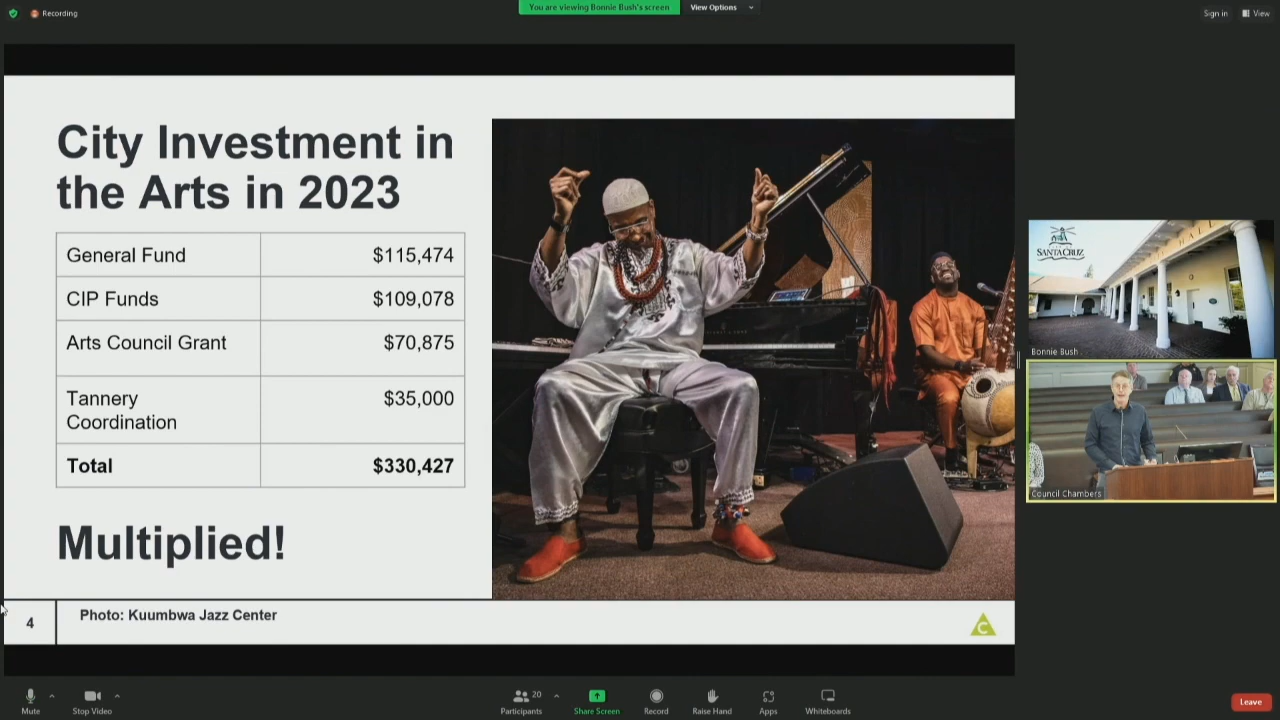 Recording
You are viewing Bonnie Bush's screen
View Options
Sign in
View
City Investment in
the Arts in 2023
General Fund $115,474
CIP Funds $109,078
Arts Council Grant $70,875
Tannery
Coordination $35,000
Total $330,427
Multiplied!
4
Photo: Kuumbwa Jazz Center
C
SANTA CRUZ
HALL
Bonnie Bush
Council Chambers
Mute
Stop Video
Participants
20
Share Screen
Record
Raise Hand
Apps
Whiteboards
Leave